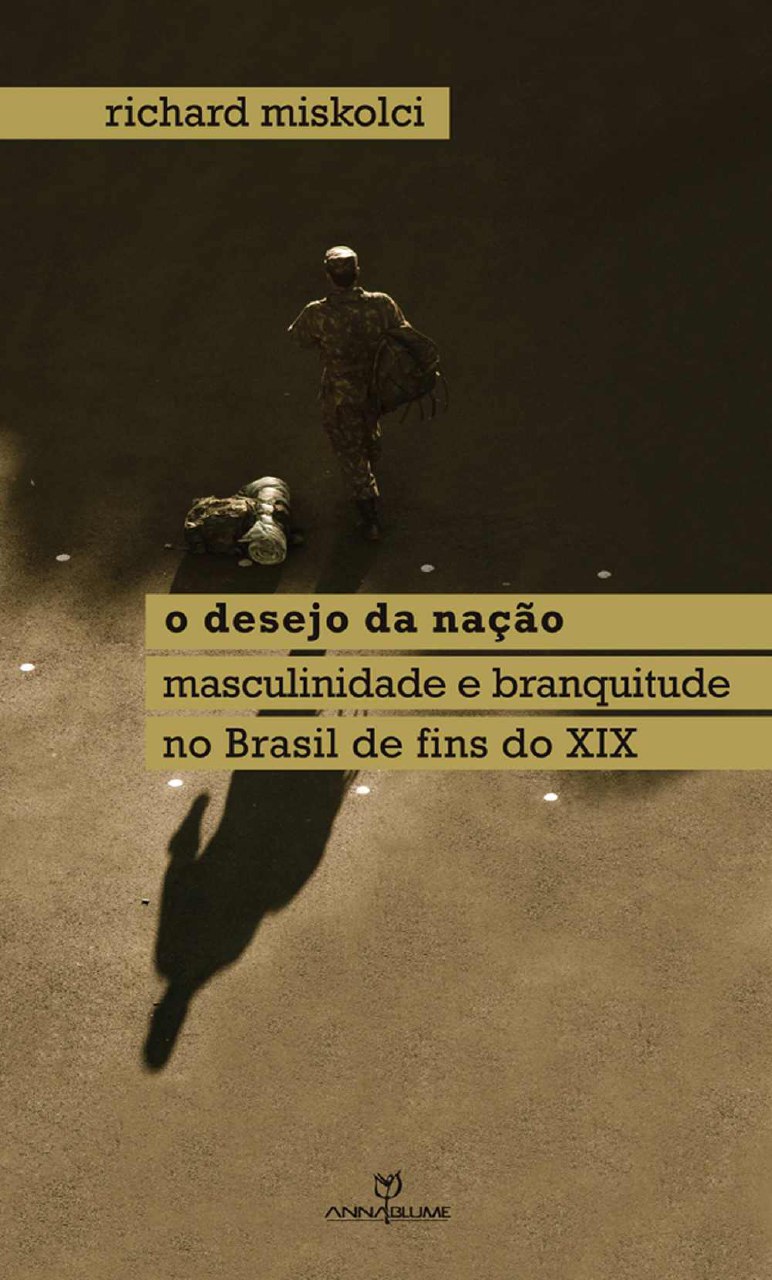 richard miskolci
o desejo da nação
masculinidade e branquitude
no Brasil de fins do XIX
ANNABLUME